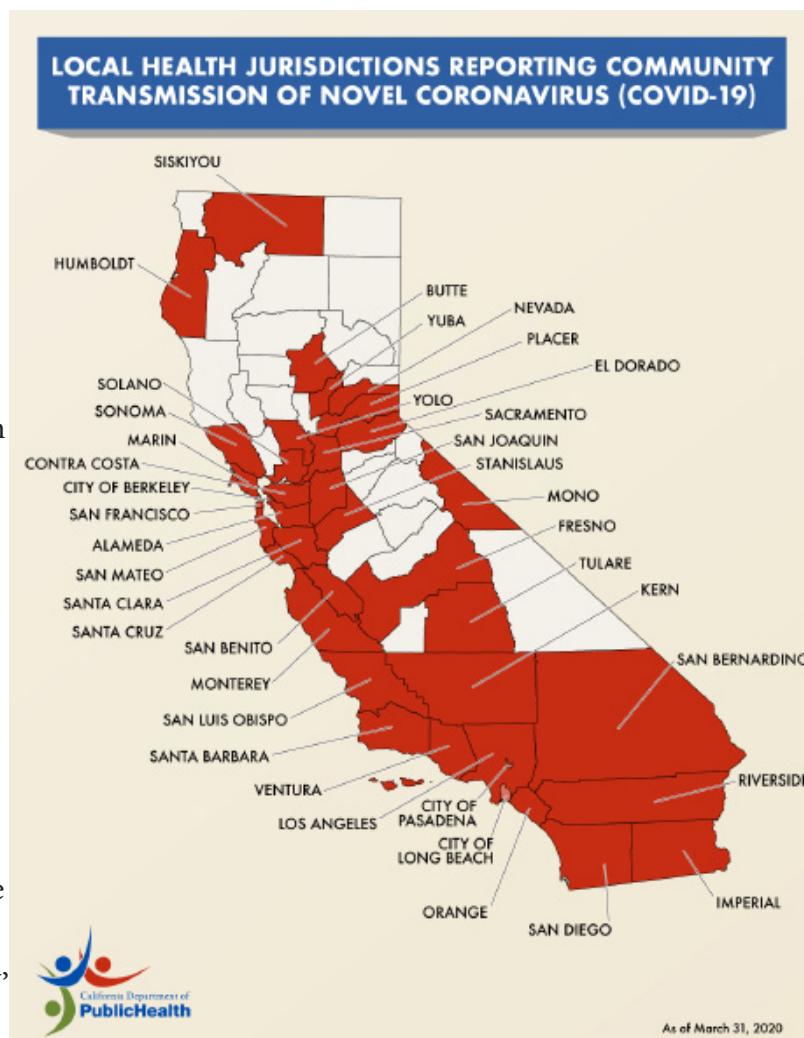 LOCAL HEALTH JURISDICTIONS REPORTING COMMUNITY
TRANSMISSION OF NOVEL CORONAVIRUS (COVID-19)
SISKIYOU
HUMBOLDT
BUTTE
NEVADA
YUBA
PLACER
EL DORADO
SOLANO
YOLO
SONOMA
SACRAMENTO
MARIN
SAN JOAQUIN
CONTRA COSTA
STANISLAUS
CITY OF BERKELEY
MONO
SAN FRANCISCO
FRESNO
ALAMEDA
TULARE
SAN MATEO
KERN
SANTA CLARA
SANTA CRUZ
SAN BENITO
SAN BERNARDINO
MONTEREY
SAN LUIS OBISPO
SANTA BARBARA
RIVERSIDE
VENTURA
CITY OF
PASADENA
LOS ANGELES
CITY OF
LONG BEACH
ORANGE
IMPERIAL
SAN DIEGO
California Department of
PublicHealth
As of March 31, 2020